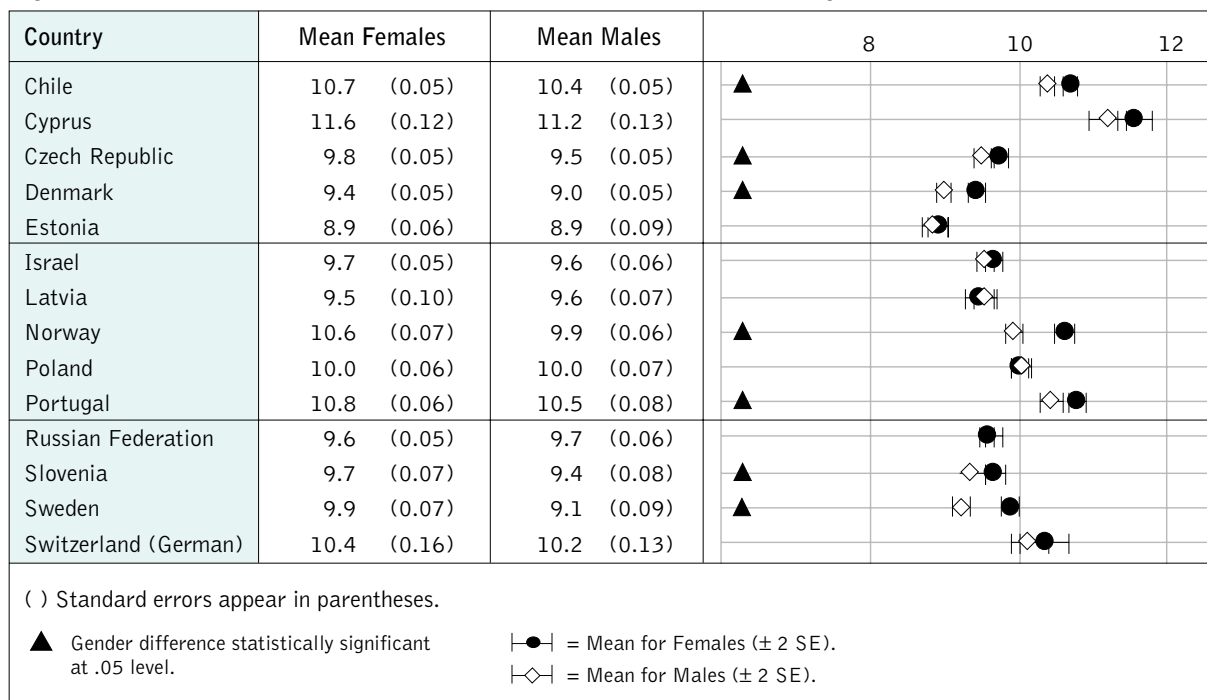 Country Mean Females Mean Males 8 10 12
Chile 10.7 (0.05) 10.4 (0.05) ▲
Cyprus 11.6 (0.12) 11.2 (0.13)
Czech Republic 9.8 (0.05) 9.5 (0.05) ▲
Denmark 9.4 (0.05) 9.0 (0.05) ▲
Estonia 8.9 (0.06) 8.9 (0.09)
Israel 9.7 (0.05) 9.6 (0.06)
Latvia 9.5 (0.10) 9.6 (0.07)
Norway 10.6 (0.07) 9.9 (0.06) ▲
Poland 10.0 (0.06) 10.0 (0.07)
Portugal 10.8 (0.06) 10.5 (0.08) ▲
Russian Federation 9.6 (0.05) 9.7 (0.06)
Slovenia 9.7 (0.07) 9.4 (0.08) ▲
Sweden 9.9 (0.07) 9.1 (0.09) ▲
Switzerland (German) 10.4 (0.16) 10.2 (0.13)
( ) Standard errors appear in parentheses.
▲ Gender difference statistically significant
at .05 level.
= Mean for Females (± 2 SE).
= Mean for Males (± 2 SE).